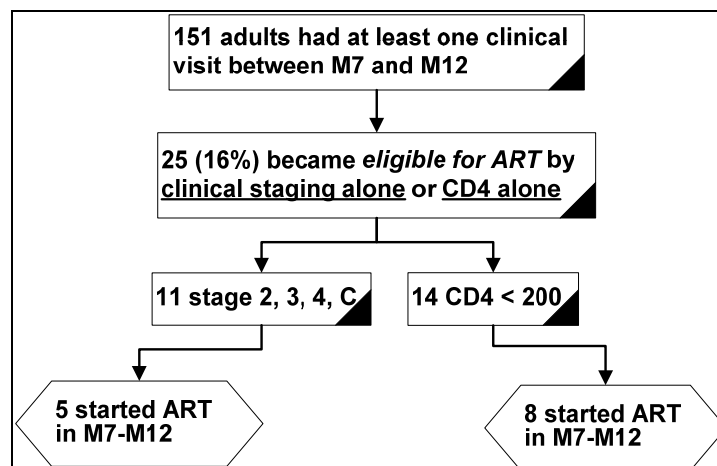 151 adults had at least one clinical
visit between M7 and M12
25 (16%) became eligible for ART by
clinical staging alone or CD4 alone
11 stage 2, 3, 4, C
14 CD4 < 200
5 started ART
in M7-M12
8 started ART
in M7-M12